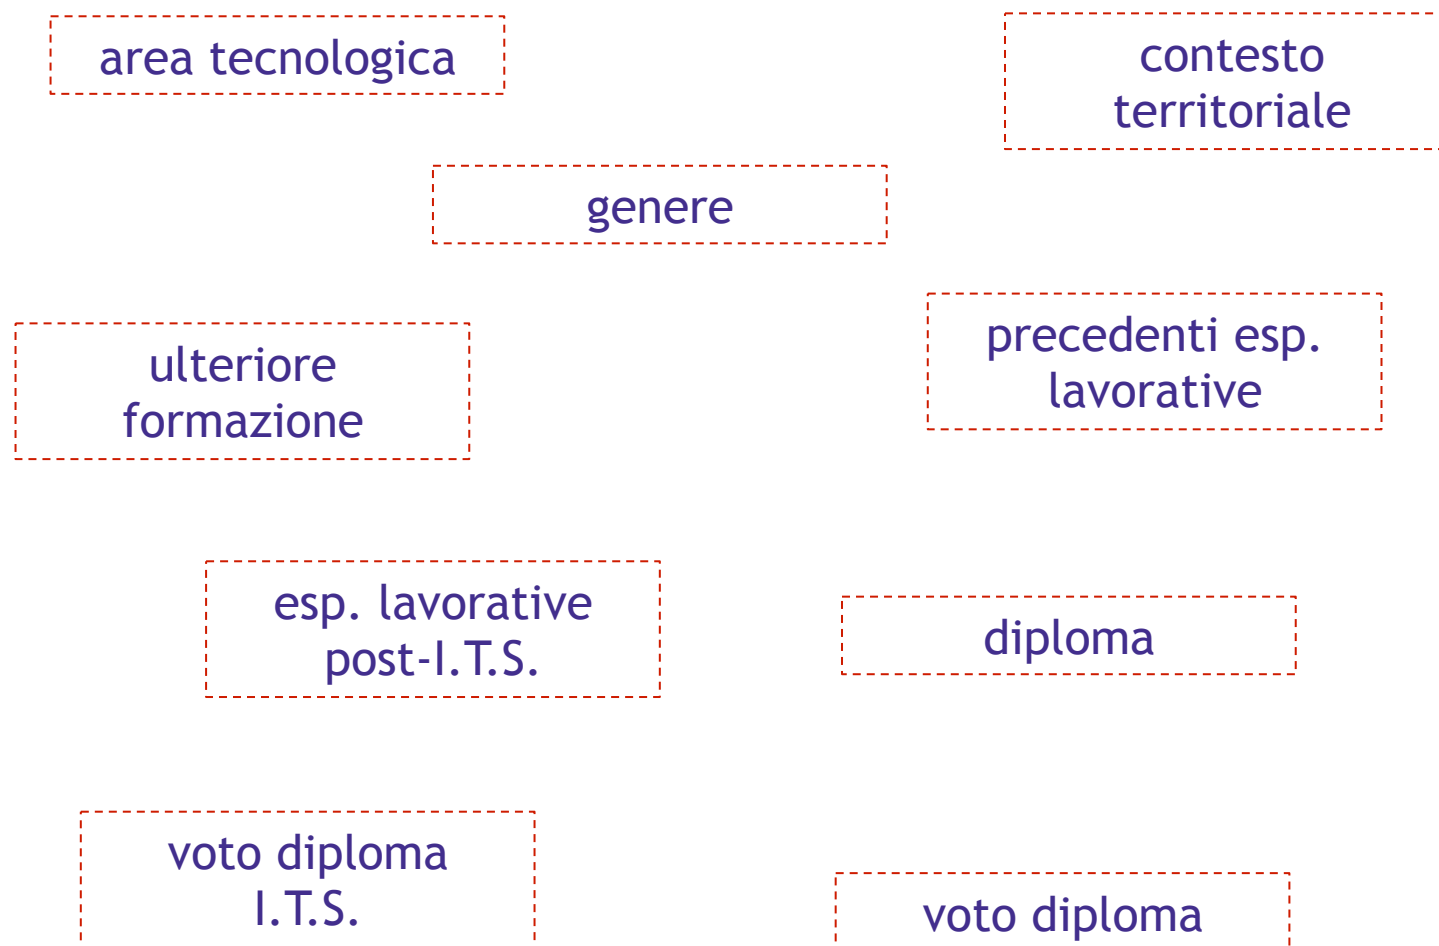 area tecnologica
contesto
territoriale
genere
ulteriore
formazione
precedenti esp.
lavorative
esp. lavorative
post-I.T.S.
diploma
voto diploma
I.T.S.
voto diploma